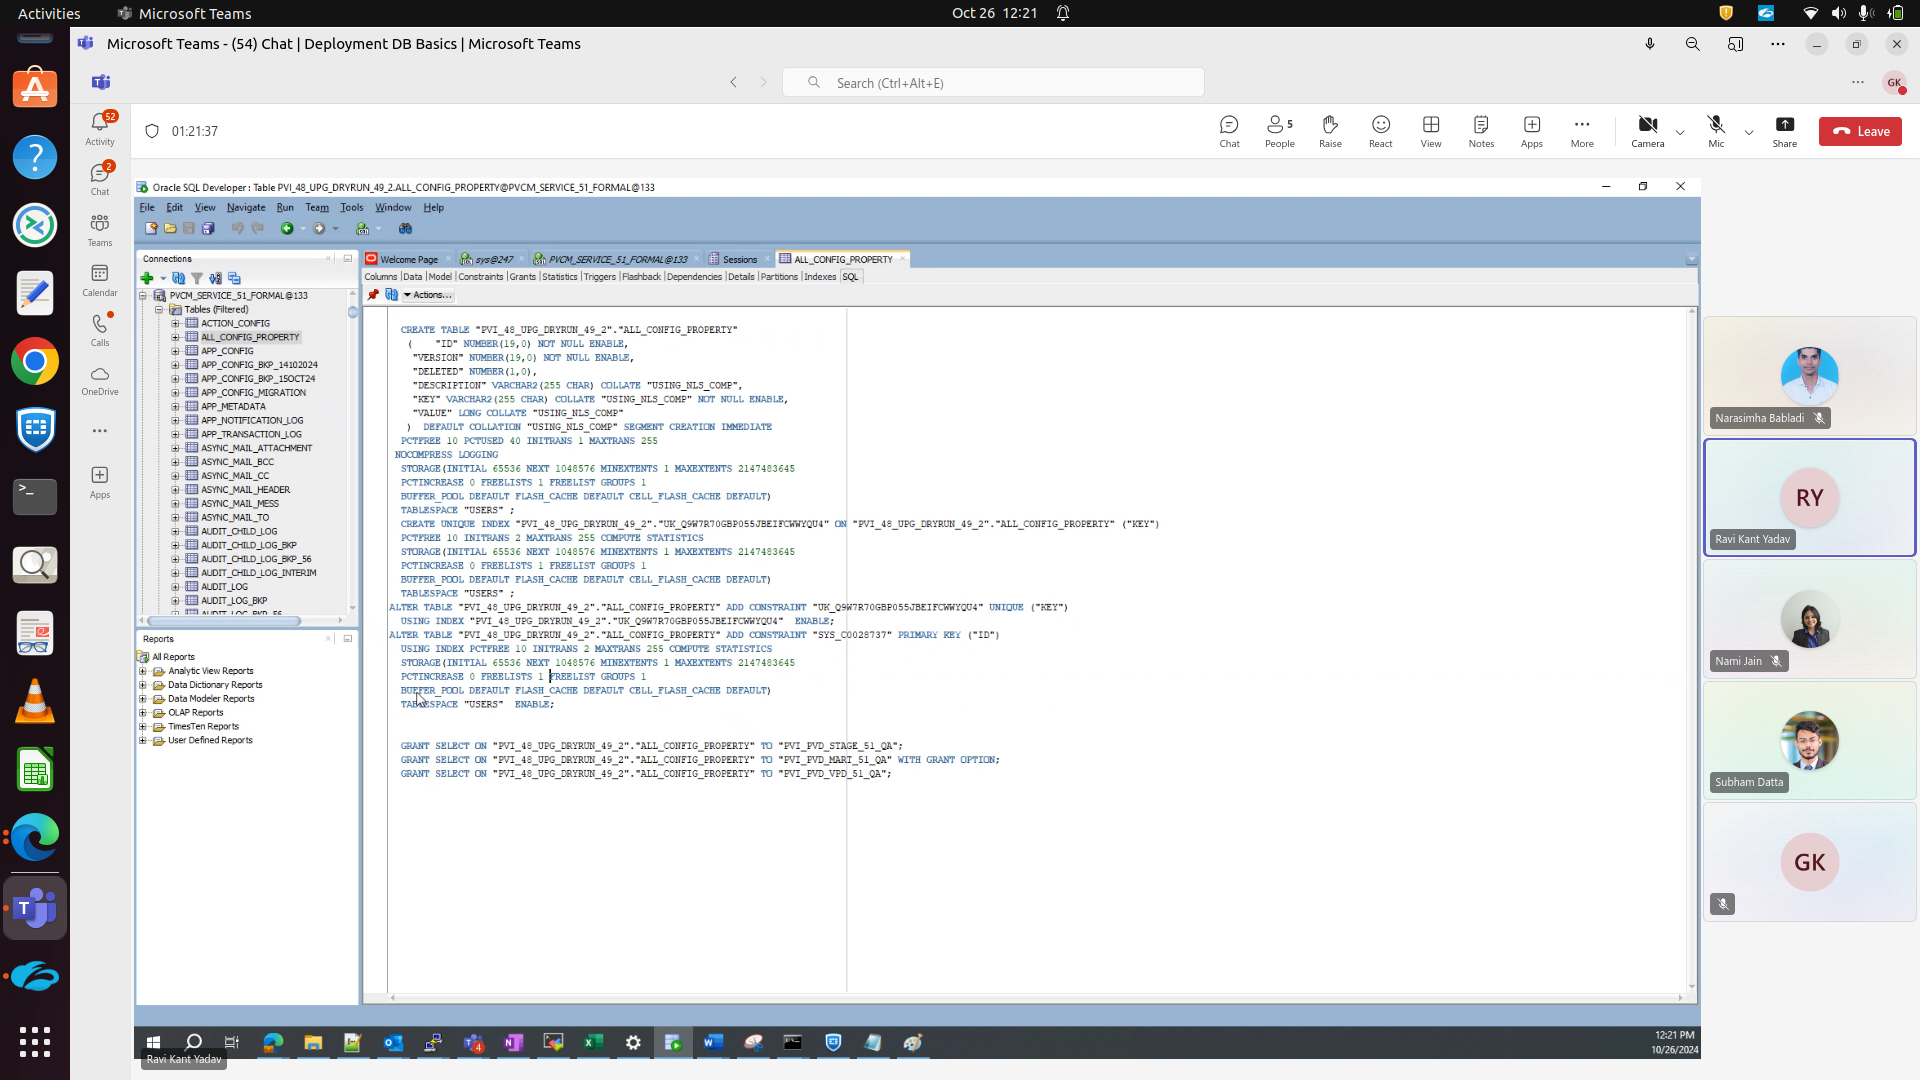 Activities
Microsoft Teams
Oct 26 12:21
Microsoft Teams - (54) Chat | Deployment DB Basics | Microsoft Teams
Search (Ctrl+Alt+E)
GK
52
Activity
2
Chat
Teams
Calendar
Calls
OneDrive
Apps
01:21:37
Chat
5
People
Raise
React
View
Notes
Apps
More
Camera
Mic
Share
Leave
Oracle SQL Developer : Table PVI_48_UPG_DRYRUN_49_2.ALL_CONFIG_PROPERTY@PVCM_SERVICE_51_FORMAL@133
File Edit View Navigate Run Team Tools Window Help
Connections
PVCM_SERVICE_51_FORMAL@133
Tables (Filtered)
ACTION_CONFIG
ALL_CONFIG_PROPERTY
APP_CONFIG
APP_CONFIG_BKP_14102024
APP_CONFIG_BKP_15OCT24
APP_CONFIG_MIGRATION
APP_METADATA
APP_NOTIFICATION_LOG
APP_TRANSACTION_LOG
ASYNC_MAIL_ATTACHMENT
ASYNC_MAIL_BCC
ASYNC_MAIL_CC
ASYNC_MAIL_HEADER
ASYNC_MAIL_MESS
ASYNC_MAIL_TO
AUDIT_CHILD_LOG
AUDIT_CHILD_LOG_BKP
AUDIT_CHILD_LOG_BKP_56
AUDIT_CHILD_LOG_INTERIM
AUDIT_LOG
AUDIT_LOG_BKP
AUDIT_LOG_BKP_56
Reports
All Reports
Analytic View Reports
Data Dictionary Reports
Data Modeler Reports
OLAP Reports
TimesTen Reports
User Defined Reports
Welcome Page
sys@247
PVCM_SERVICE_51_FORMAL@133
Sessions
ALL_CONFIG_PROPERTY
Columns | Data | Model | Constraints | Grants | Statistics | Triggers | Flashback | Dependencies | Details | Partitions | Indexes | SQL
Actions...
CREATE TABLE "PVI_48_UPG_DRYRUN_49_2"."ALL_CONFIG_PROPERTY"
( "ID" NUMBER(19,0) NOT NULL ENABLE,
"VERSION" NUMBER(19,0) NOT NULL ENABLE,
"DELETED" NUMBER(1,0),
"DESCRIPTION" VARCHAR2(255 CHAR) COLLATE "USING_NLS_COMP",
"KEY" VARCHAR2(255 CHAR) COLLATE "USING_NLS_COMP" NOT NULL ENABLE,
"VALUE" LONG COLLATE "USING_NLS_COMP"
) DEFAULT COLLATION "USING_NLS_COMP" SEGMENT CREATION IMMEDIATE
PCTFREE 10 PCTUSED 40 INITRANS 1 MAXTRANS 255
NOCOMPRESS LOGGING
STORAGE(INITIAL 65536 NEXT 1048576 MINEXTENTS 1 MAXEXTENTS 2147483645
PCTINCREASE 0 FREELISTS 1 FREELIST GROUPS 1
BUFFER_POOL DEFAULT FLASH_CACHE DEFAULT CELL_FLASH_CACHE DEFAULT)
TABLESPACE "USERS" ;
CREATE UNIQUE INDEX "PVI_48_UPG_DRYRUN_49_2"."UK_Q9W7R70GBP055JBEIFCWWYQU4" ON "PVI_48_UPG_DRYRUN_49_2"."ALL_CONFIG_PROPERTY" ("KEY")
PCTFREE 10 INITRANS 2 MAXTRANS 255 COMPUTE STATISTICS
STORAGE(INITIAL 65536 NEXT 1048576 MINEXTENTS 1 MAXEXTENTS 2147483645
PCTINCREASE 0 FREELISTS 1 FREELIST GROUPS 1
BUFFER_POOL DEFAULT FLASH_CACHE DEFAULT CELL_FLASH_CACHE DEFAULT)
TABLESPACE "USERS" ;
ALTER TABLE "PVI_48_UPG_DRYRUN_49_2"."ALL_CONFIG_PROPERTY" ADD CONSTRAINT "UK_Q9W7R70GBP055JBEIFCWWYQU4" UNIQUE ("KEY")
USING INDEX "PVI_48_UPG_DRYRUN_49_2"."UK_Q9W7R70GBP055JBEIFCWWYQU4" ENABLE;
ALTER TABLE "PVI_48_UPG_DRYRUN_49_2"."ALL_CONFIG_PROPERTY" ADD CONSTRAINT "SYS_C0028737" PRIMARY KEY ("ID")
USING INDEX PCTFREE 10 INITRANS 2 MAXTRANS 255 COMPUTE STATISTICS
STORAGE(INITIAL 65536 NEXT 1048576 MINEXTENTS 1 MAXEXTENTS 2147483645
PCTINCREASE 0 FREELISTS 1 FREELIST GROUPS 1
BUFFER_POOL DEFAULT FLASH_CACHE DEFAULT CELL_FLASH_CACHE DEFAULT)
TABLESPACE "USERS" ENABLE;
GRANT SELECT ON "PVI_48_UPG_DRYRUN_49_2"."ALL_CONFIG_PROPERTY" TO "PVI_PVD_STAGE_51_QA";
GRANT SELECT ON "PVI_48_UPG_DRYRUN_49_2"."ALL_CONFIG_PROPERTY" TO "PVI_PVD_MART_51_QA" WITH GRANT OPTION;
GRANT SELECT ON "PVI_48_UPG_DRYRUN_49_2"."ALL_CONFIG_PROPERTY" TO "PVI_PVD_VPD_51_QA";
Narasimha Babladi
RY
Ravi Kant Yadav
Nami Jain
Subham Datta
GK
4
12:21 PM
10/26/2024
Ravi Kant Yadav